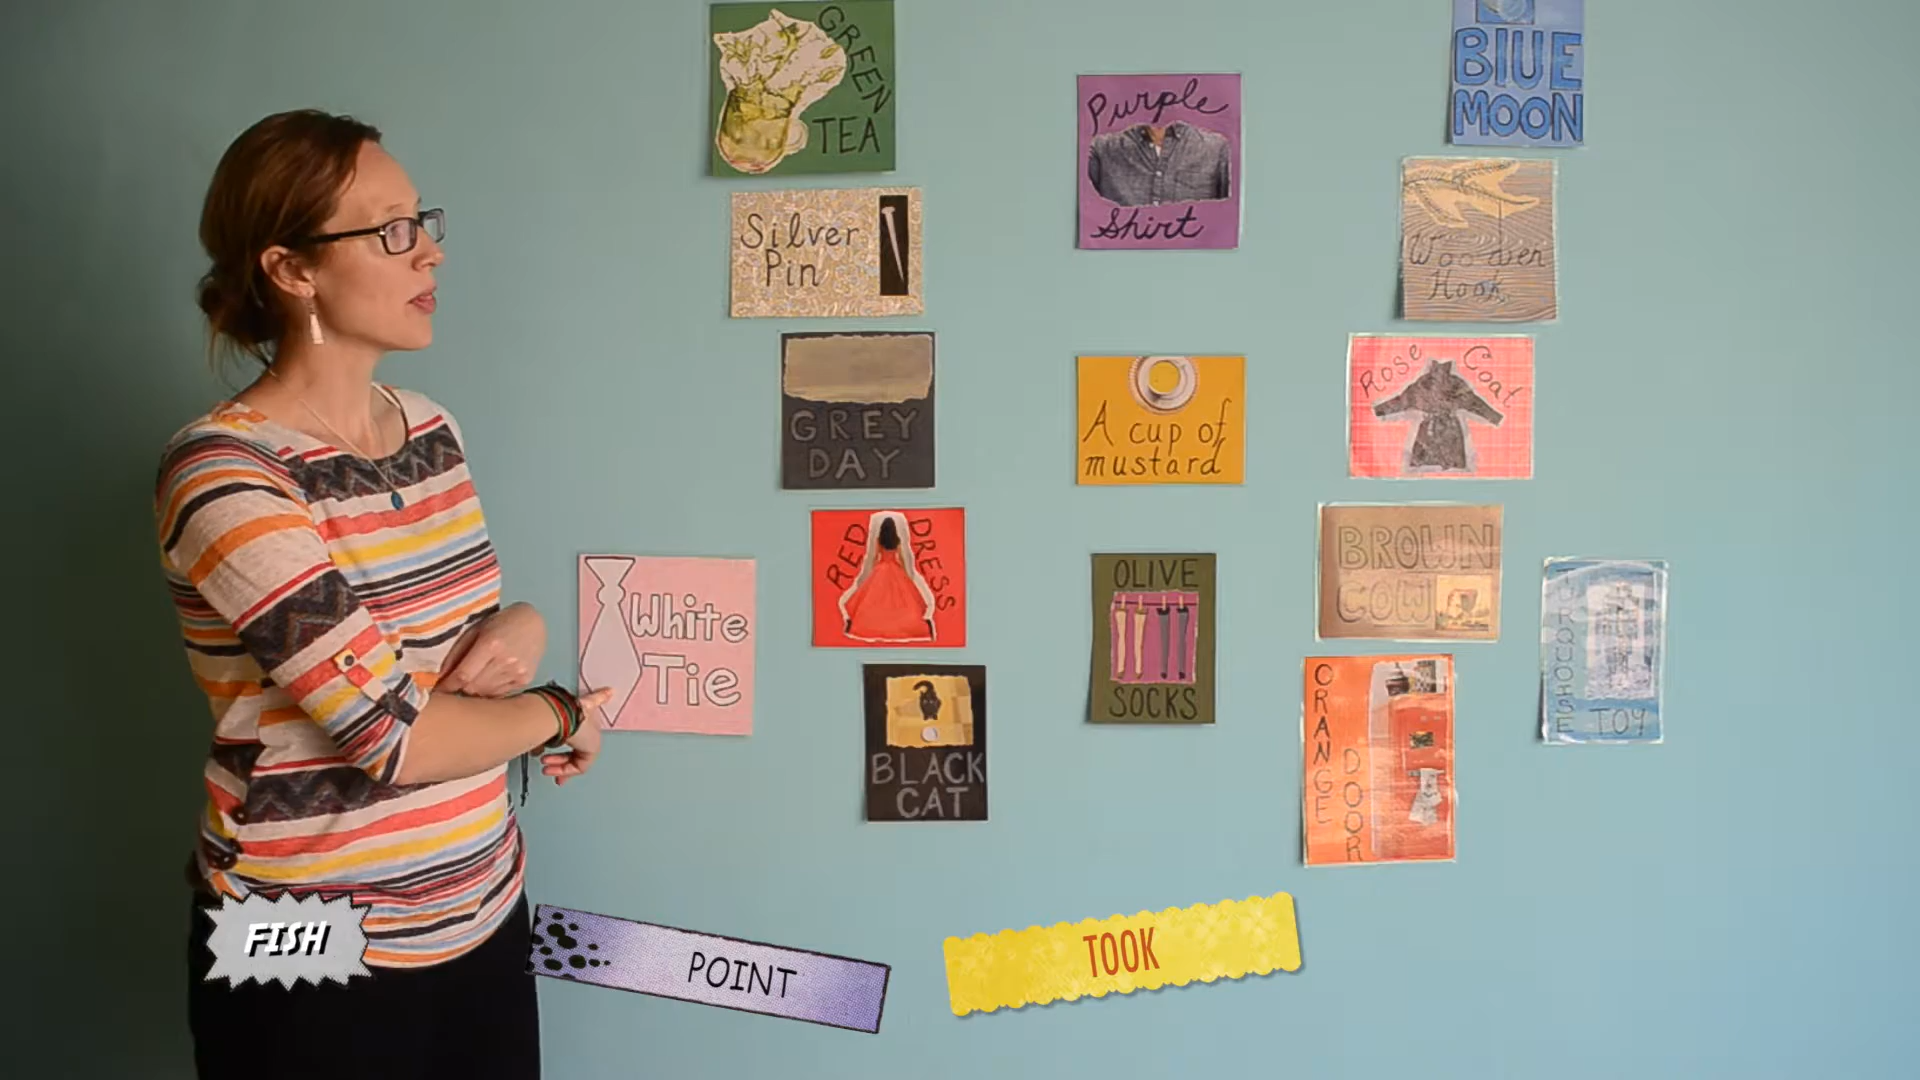 GREEN
TEA
Silver
Pin
GREY
DAY
RED
DRESS
BLACK
CAT
White
Tie
Purple
Shirt
A cup of
mustard
OLIVE
SOCKS
BLUE
MOON
Wooden
Hook
Rose Coat
BROWN
COW
ORANGE
DOOR
TURQUOISE
TOY
FISH
POINT
TOOK